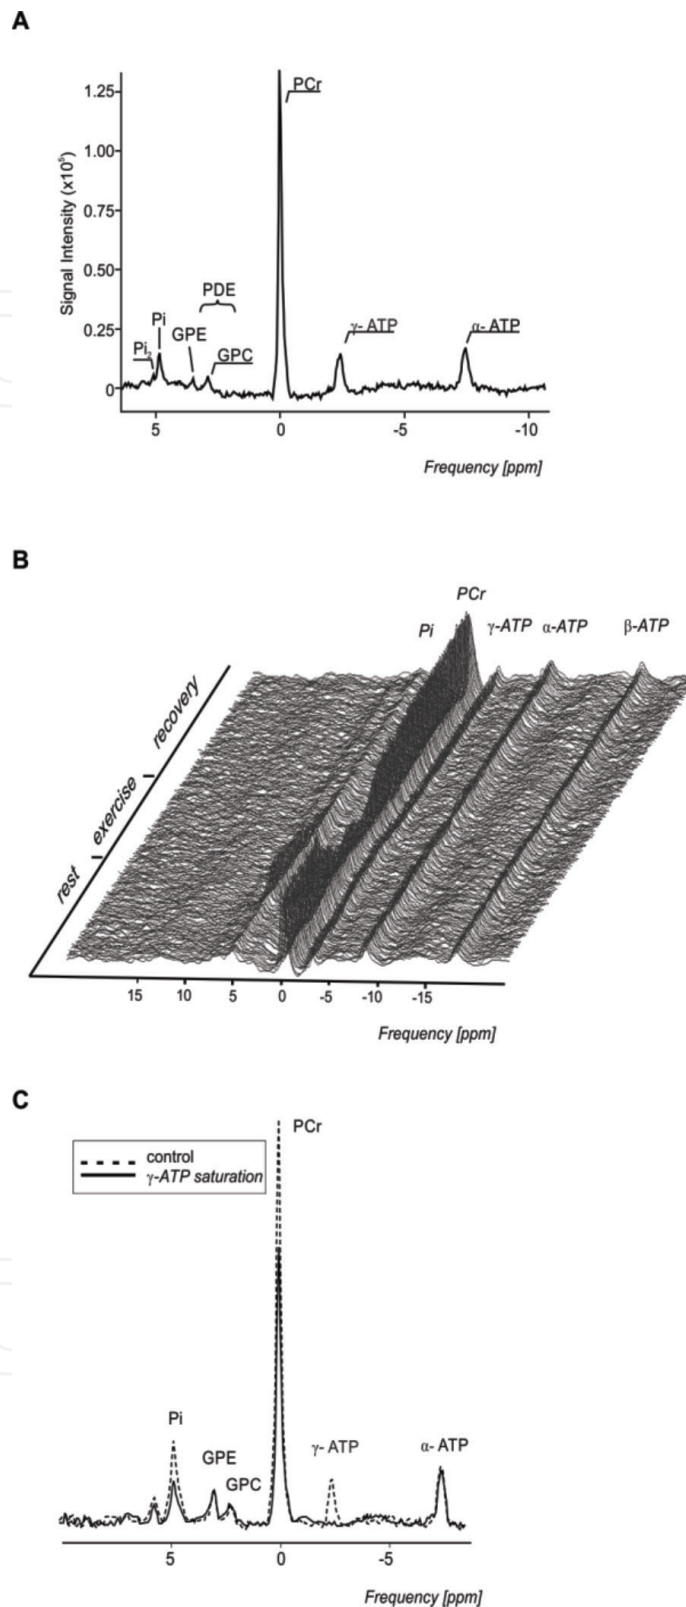 A
PCr
1.25
1.00
0.75
0.50
0.25
0
Signal Intensity (x10⁵)
PDE
Pi
GPE
Pi₂
GPC
γ- ATP
α- ATP
5 0 -5 -10
Frequency [ppm]
B
PCr
Pi γ-ATP α-ATP β-ATP
recovery
exercise
rest
15 10 5 0 -5 -10 -15
Frequency [ppm]
C
PCr
control
γ-ATP saturation
Pi
GPE
GPC
γ- ATP
α- ATP
5 0 -5
Frequency [ppm]